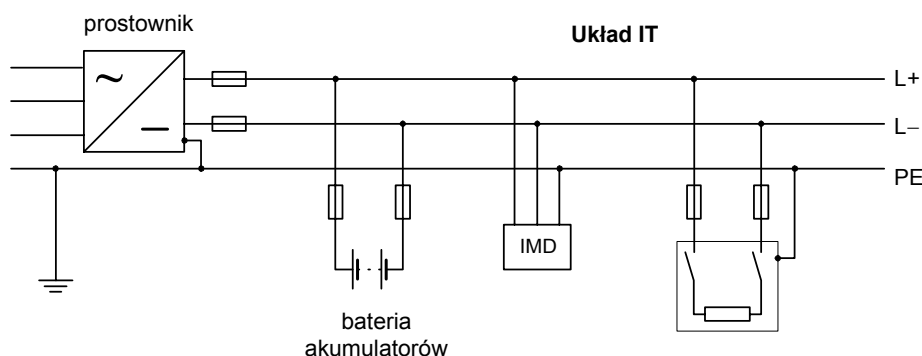 prostownik
Układ IT
L+
L−
PE
IMD
bateria
akumulatorów